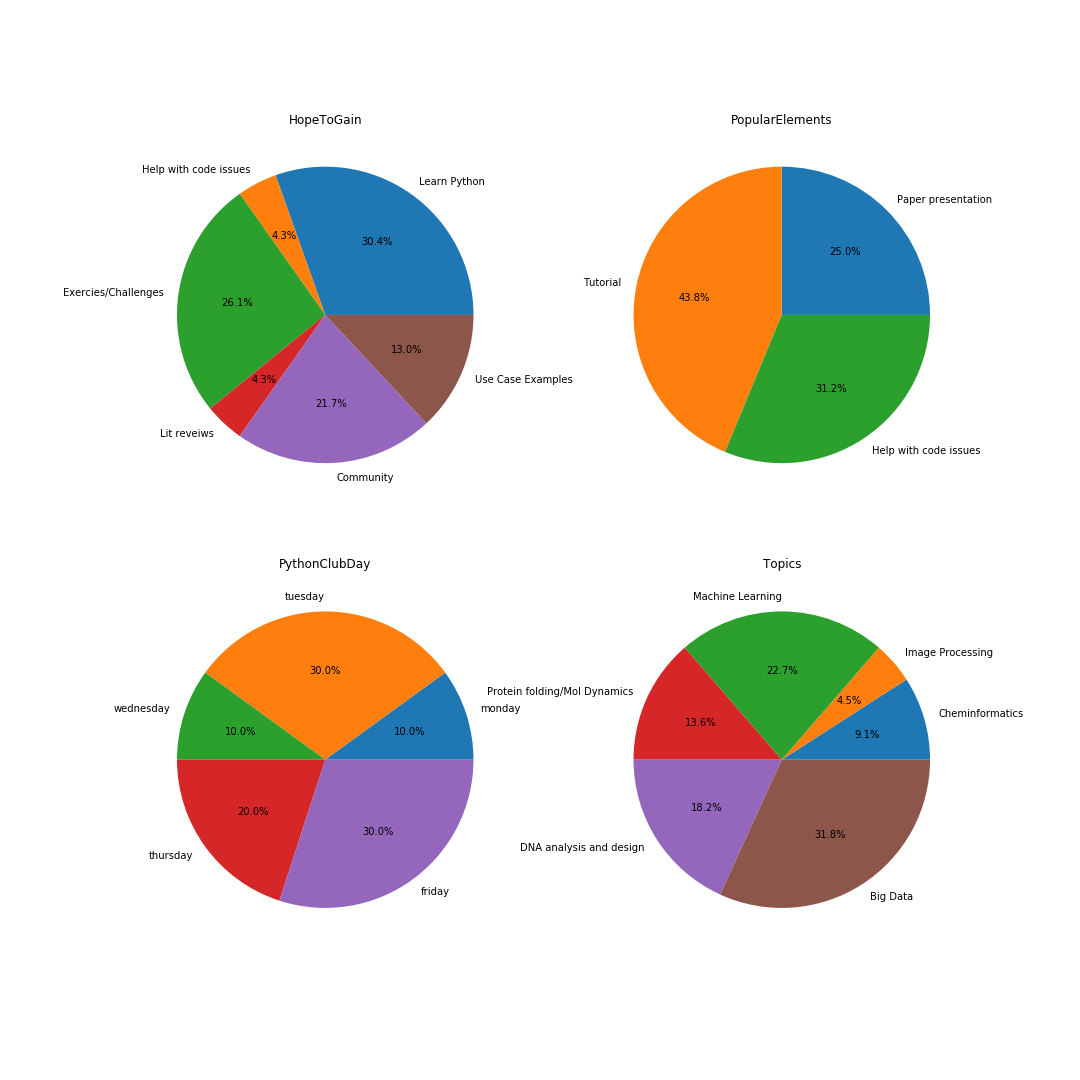 HopeToGain
Help with code issues
Learn Python
4.3%
30.4%
Exercies/Challenges
26.1%
13.0%
4.3%
Use Case Examples
21.7%
Lit reveiws
Community
PopularElements
Paper presentation
25.0%
Tutorial
43.8%
31.2%
Help with code issues
PythonClubDay
tuesday
30.0%
monday
wednesday
10.0%
10.0%
20.0%
30.0%
thursday
friday
Topics
Machine Learning
Image Processing
22.7%
Protein folding/Mol Dynamics
4.5%
Cheminformatics
13.6%
9.1%
18.2%
31.8%
DNA analysis and design
Big Data